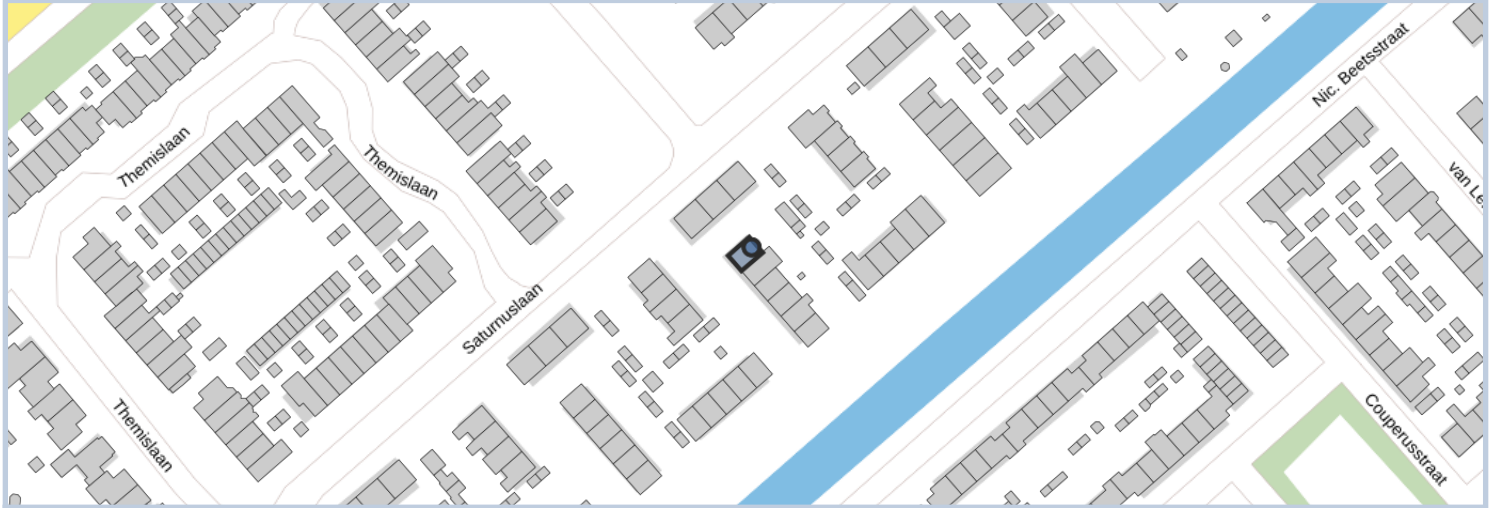 Nic. Beetsstraat
Themislaan
Themislaan
van Le
Saturnuslaan
Themislaan
Couperusstraat